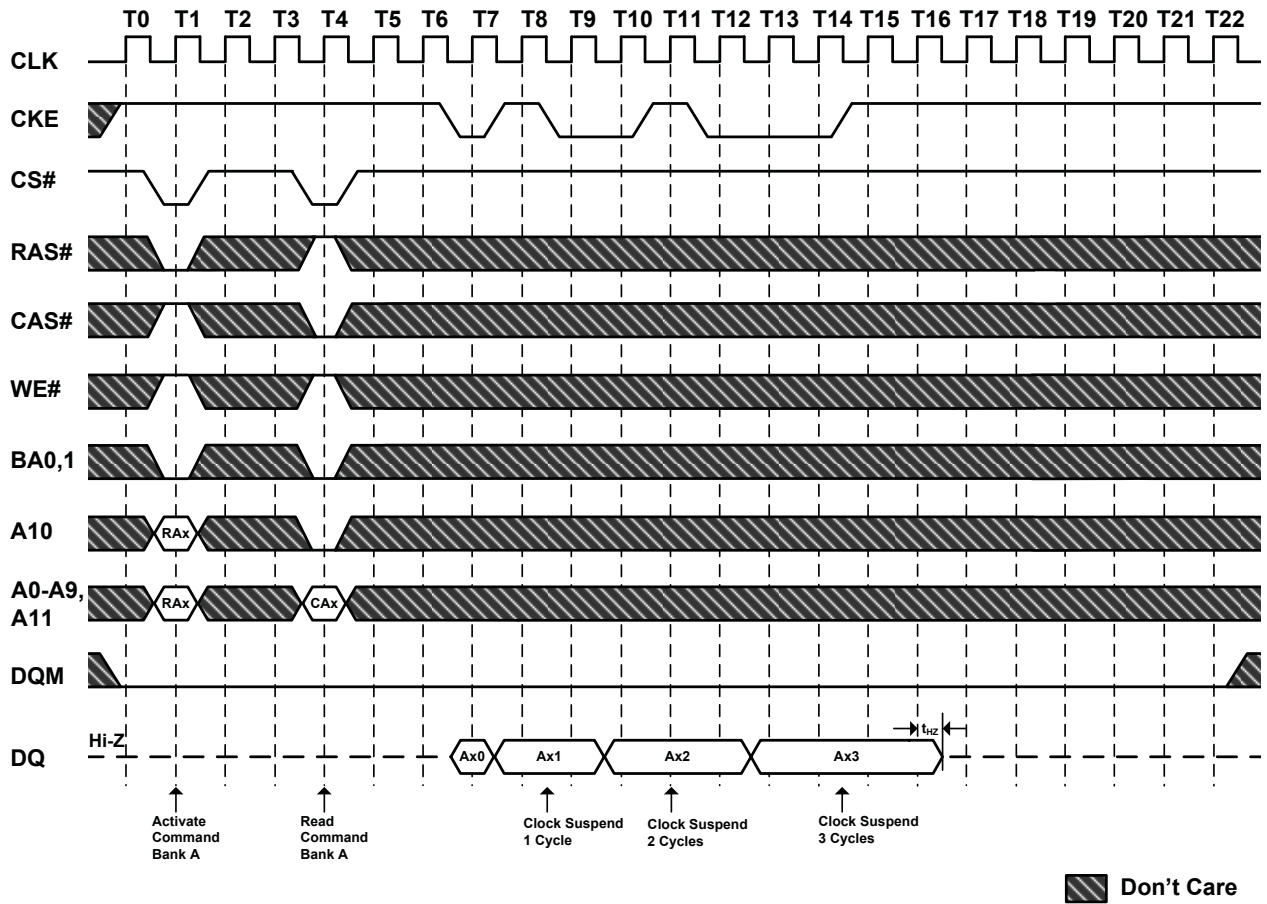 T0 T1 T2 T3 T4 T5 T6 T7 T8 T9 T10 T11 T12 T13 T14 T15 T16 T17 T18 T19 T20 T21 T22
CLK
CKE
CS#
RAS#
CAS#
WE#
BA0,1
A10
RAx
A0-A9,
A11
RAx
CAx
DQM
Hi-Z
DQ
Ax0
Ax1
Ax2
Ax3
tHZ
Activate
Command
Bank A
Read
Command
Bank A
Clock Suspend
1 Cycle
Clock Suspend
2 Cycles
Clock Suspend
3 Cycles
Don't Care